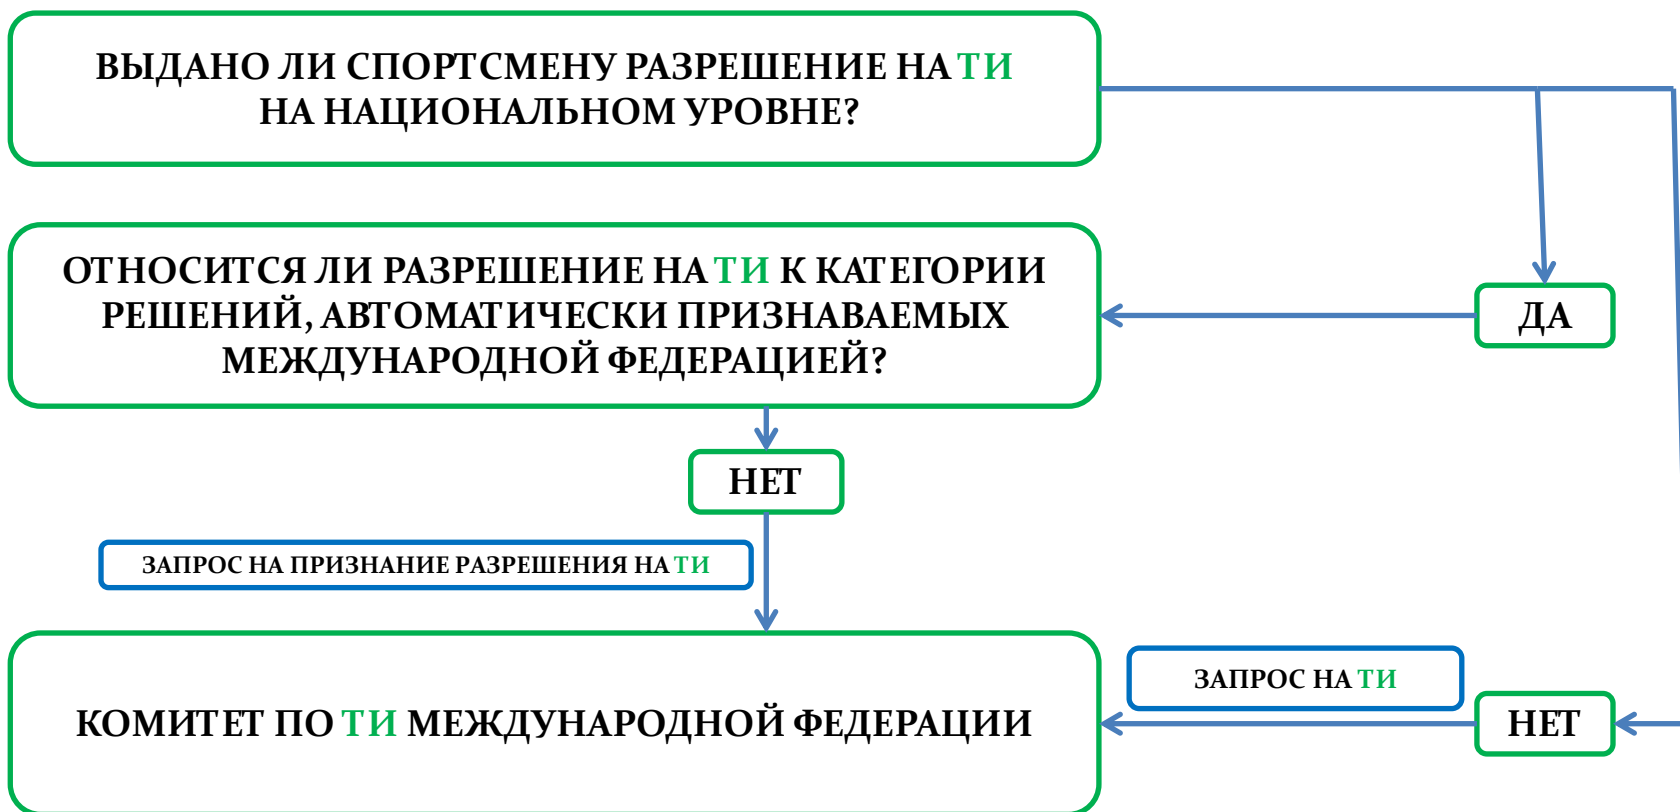 ВЫДАНО ЛИ СПОРТСМЕНУ РАЗРЕШЕНИЕ НА ТИ
НА НАЦИОНАЛЬНОМ УРОВНЕ?
ОТНОСИТСЯ ЛИ РАЗРЕШЕНИЕ НА ТИ К КАТЕГОРИИ
РЕШЕНИЙ, АВТОМАТИЧЕСКИ ПРИЗНАВАЕМЫХ
МЕЖДУНАРОДНОЙ ФЕДЕРАЦИЕЙ?
ДА
НЕТ
ЗАПРОС НА ПРИЗНАНИЕ РАЗРЕШЕНИЯ НА ТИ
КОМИТЕТ ПО ТИ МЕЖДУНАРОДНОЙ ФЕДЕРАЦИИ
ЗАПРОС НА ТИ
НЕТ